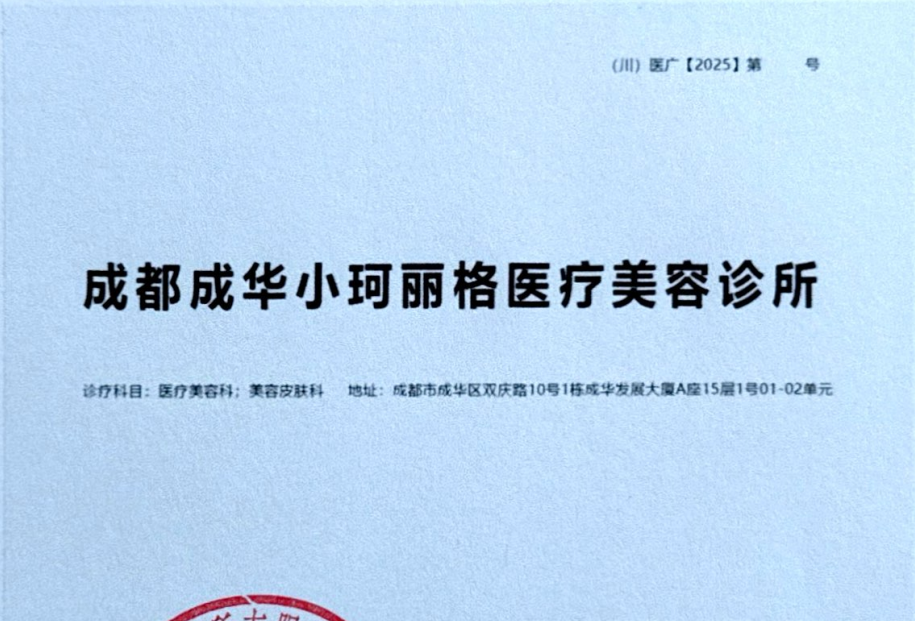 (川) 医广【2025】第 号
成都成华小珂丽格医疗美容诊所
诊疗科目：医疗美容科；美容皮肤科 地址：成都市成华区双庆路10号1栋成华发展大厦A座15层1号01-02单元